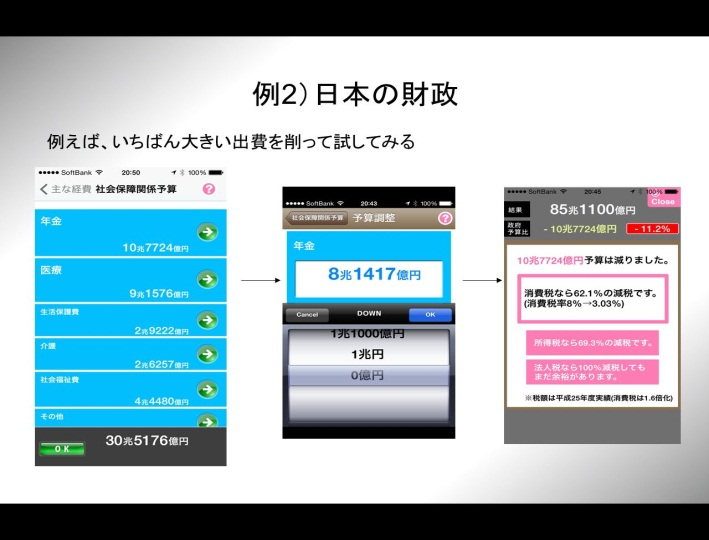 例2）日本の財政
例えば、いちばん大きい出費を削って試してみる
SoftBank 20:50 100%
主な経費 社会保障関係予算 ?
年金
10兆7724億円
医療
9兆1576億円
生活保護費
2兆9222億円
介護
2兆6257億円
社会福祉費
4兆4480億円
その他
OK 30兆5176億円
SoftBank 20:43 100%
社会保障関係予算 予算調整 ?
年金
8兆1417億円
Cancel DOWN OK
1兆1000億円
1兆円
0億円
SoftBank 20:45 100%
Close
結果 85兆1100億円
政府
予算比 - 10兆7724億円 - 11.2%
10兆7724億円予算は減りました。
消費税なら62.1%の減税です。
(消費税率8%→3.03%)
所得税なら69.3%の減税です。
法人税なら100%減税しても
まだ余裕があります。
※税額は平成25年度実績(消費税は1.6倍化)